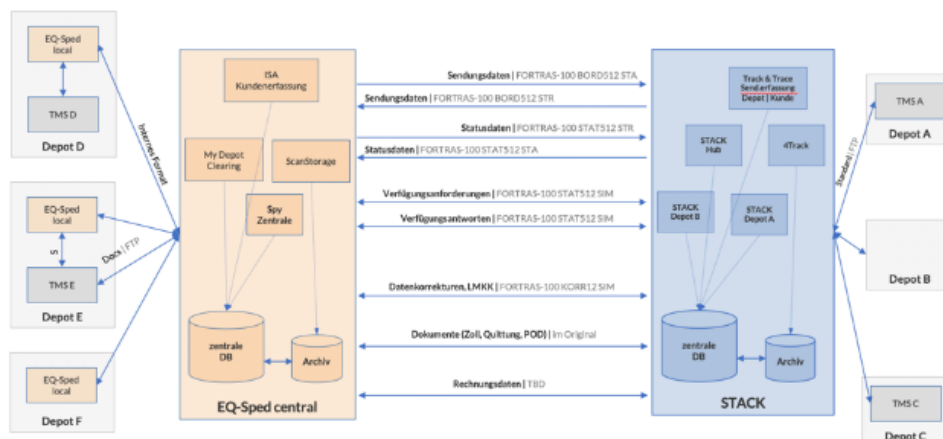 EQ-Sped
local
TMS D
Depot D
Internes Format
EQ-Sped
local
S
TMS E
Docs | FTP
Depot E
EQ-Sped
local
Depot F
ISA
Kundenerfassung
My Depot
Clearing
ScanStorage
Spy
Zentrale
zentrale
DB
Archiv
EQ-Sped central
Sendungsdaten | FORTRAS-100 BORD512 STA
Sendungsdaten | FORTRAS-100 BORD512 STR
Statusdaten | FORTRAS-100 STAT512 STR
Statusdaten | FORTRAS-100 STAT512 STA
Verfügungsanforderungen | FORTRAS-100 STAT512 SIM
Verfügungsantworten | FORTRAS-100 STAT512 SIM
Datenkorrekturen, LMKK | FORTRAS-100 KORR12 SIM
Dokumente (Zoll, Quittung, POD) | Im Original
Rechnungsdaten | TBD
Track & Trace
Send.erfassung
Depot | Kunde
STACK
Hub
4Track
STACK
Depot B
STACK
Depot A
zentrale
DB
Archiv
STACK
TMS A
Depot A
Standard | FTP
Depot B
TMS C
Depot C